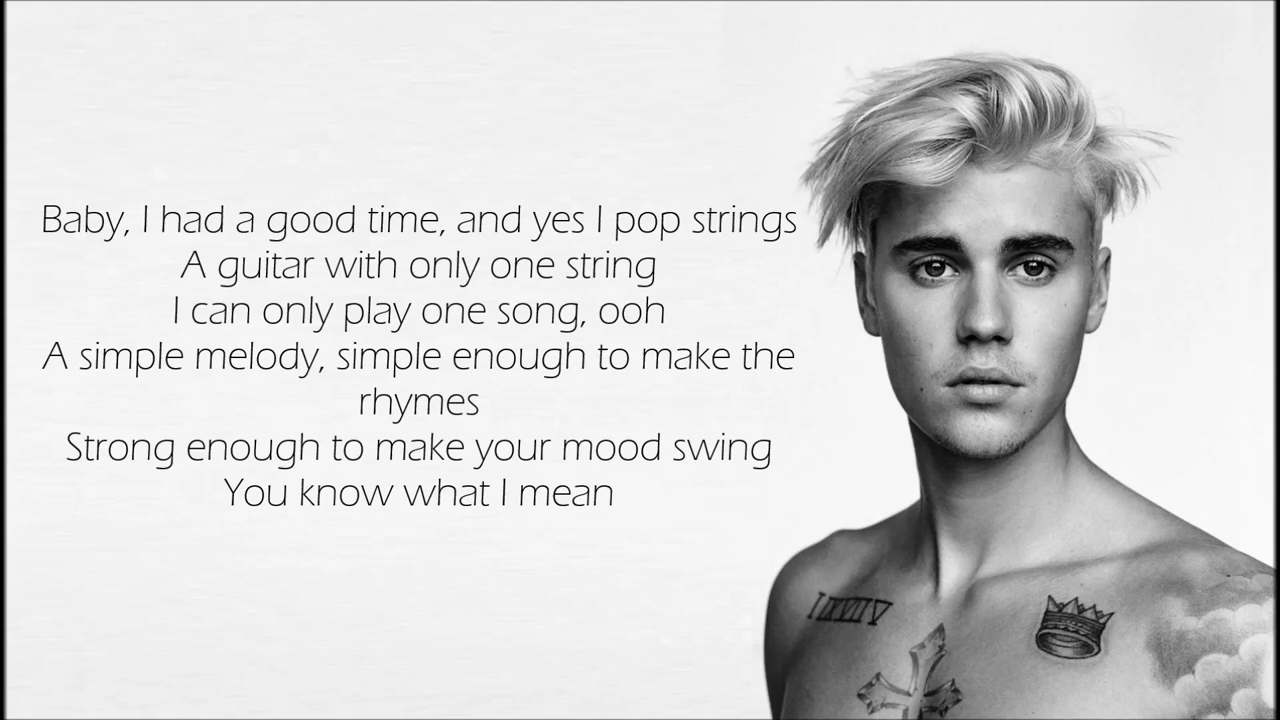 Baby, I had a good time, and yes I pop strings
A guitar with only one string
I can only play one song, ooh
A simple melody, simple enough to make the
rhymes
Strong enough to make your mood swing
You know what I mean